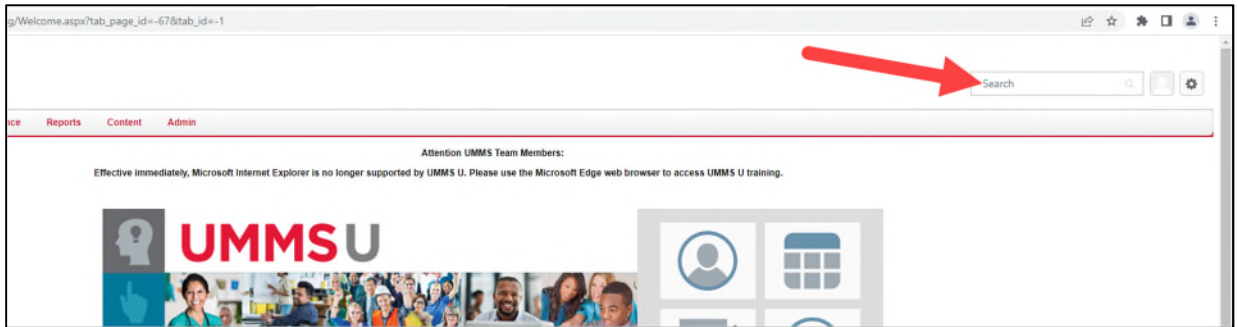 g/Welcome.aspx?tab_page_id=-67&tab_id=-1
Search
nce Reports Content Admin
Attention UMMS Team Members:
Effective immediately, Microsoft Internet Explorer is no longer supported by UMMS U. Please use the Microsoft Edge web browser to access UMMS U training.
UMMS U